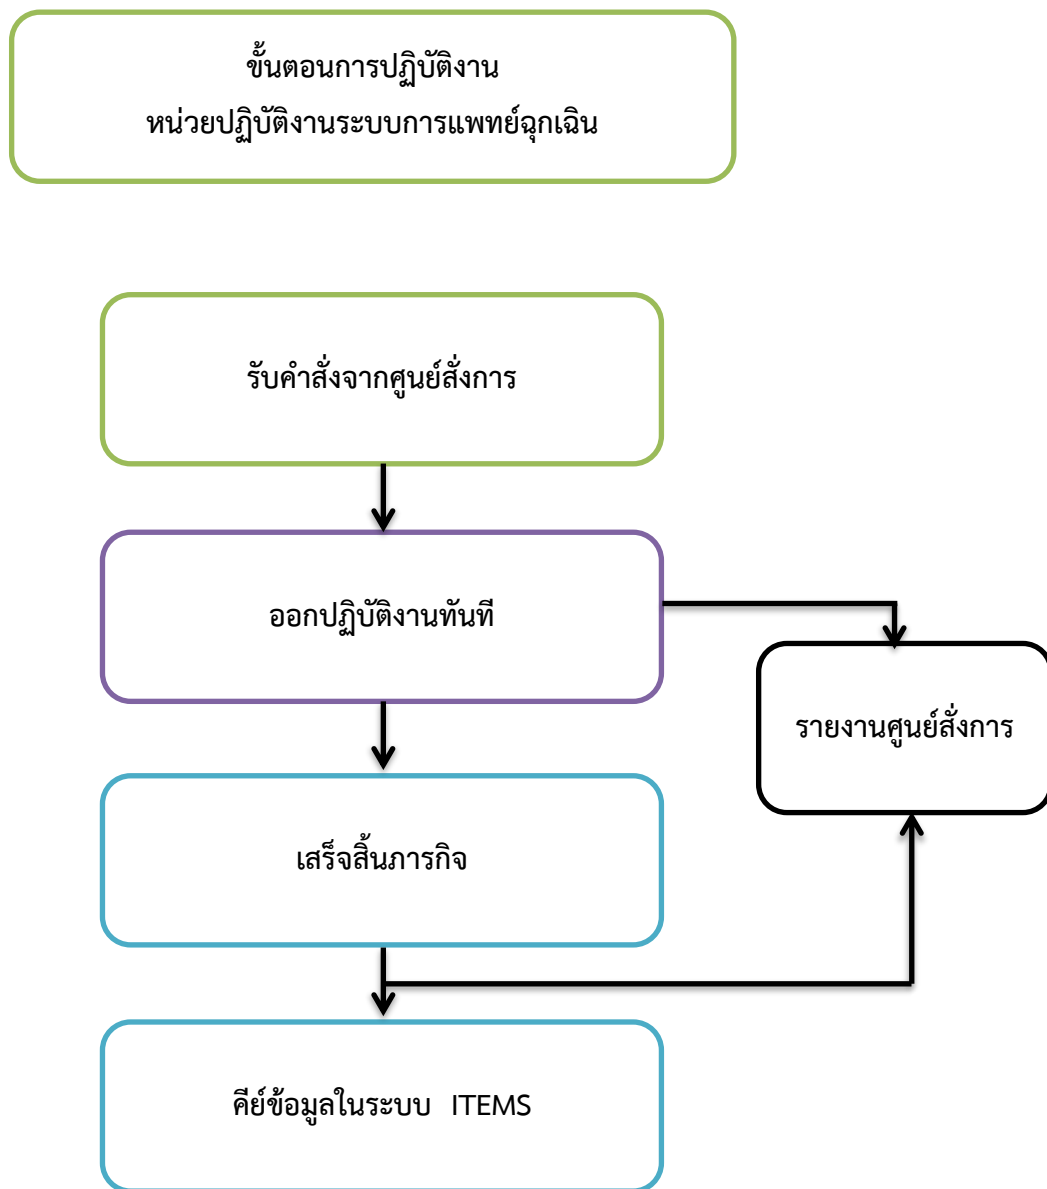 ขั้นตอนการปฏิบัติงาน
หน่วยปฏิบัติงานระบบการแพทย์ฉุกเฉิน
รับคำสั่งจากศูนย์สั่งการ
ออกปฏิบัติงานทันที
รายงานศูนย์สั่งการ
เสร็จสิ้นภารกิจ
คีย์ข้อมูลในระบบ ITEMS